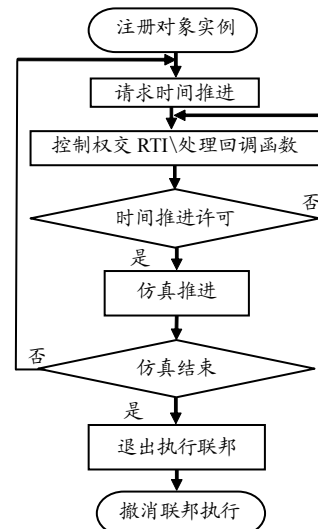 注册对象实例
请求时间推进
控制权交 RTI\处理回调函数
时间推进许可
否
是
仿真推进
否
仿真结束
是
退出执行联邦
撤消联邦执行